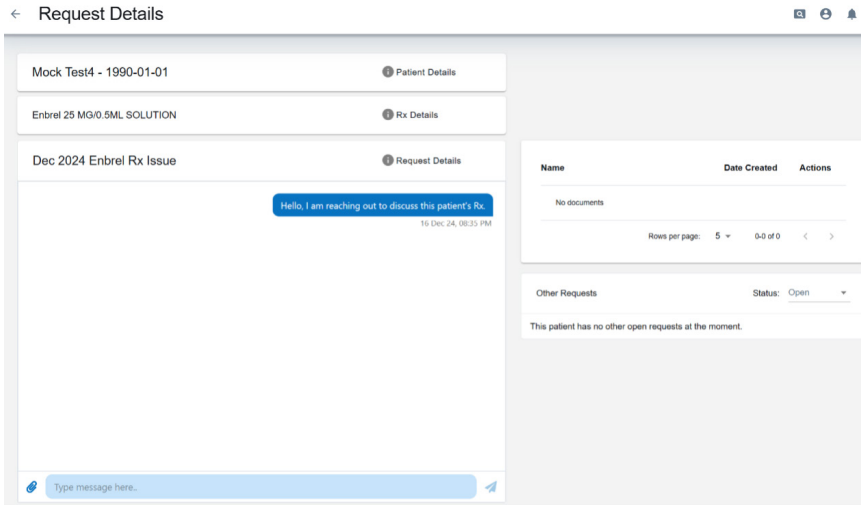 Request Details
Mock Test4 - 1990-01-01
Patient Details
Enbrel 25 MG/0.5ML SOLUTION
Rx Details
Dec 2024 Enbrel Rx Issue
Request Details
Hello, I am reaching out to discuss this patient's Rx.
16 Dec 24, 08:35 PM
Type message here..
Name Date Created Actions
No documents
Rows per page: 5 0-0 of 0
Other Requests Status: Open
This patient has no other open requests at the moment.